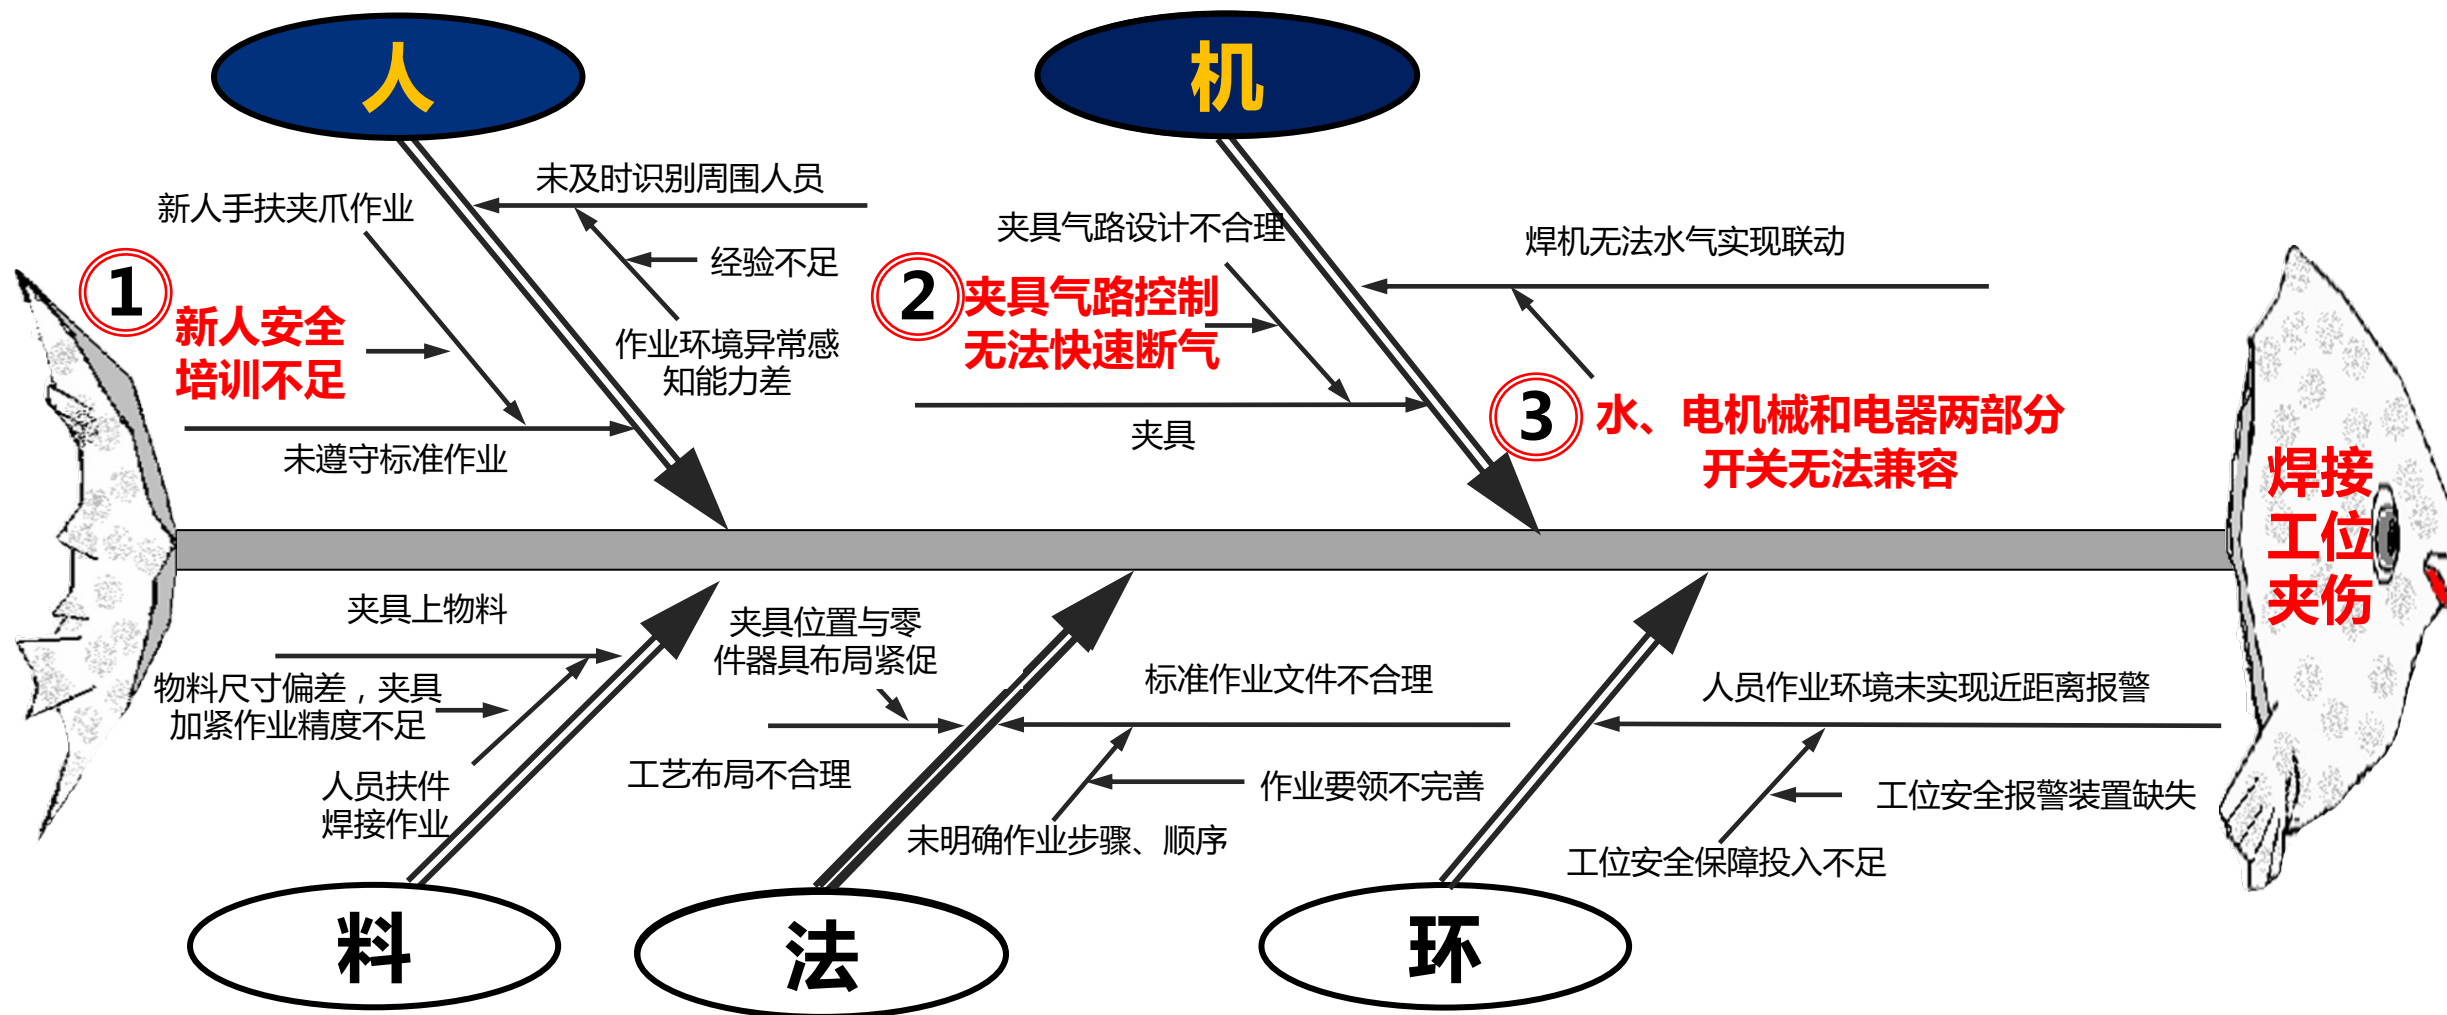 人
机
未及时识别周围人员
新人手扶夹爪作业
经验不足
①
新人安全
培训不足
作业环境异常感
知能力差
未遵守标准作业
夹具气路设计不合理
焊机无法水气实现联动
②
夹具气路控制
无法快速断气
夹具
③
水、电机械和电器两部分
开关无法兼容
焊接
工位
夹伤
夹具上物料
物料尺寸偏差，夹具
加紧作业精度不足
人员扶件
焊接作业
夹具位置与零
件器具布局紧促
工艺布局不合理
标准作业文件不合理
作业要领不完善
未明确作业步骤、顺序
人员作业环境未实现近距离报警
工位安全报警装置缺失
工位安全保障投入不足
料
法
环